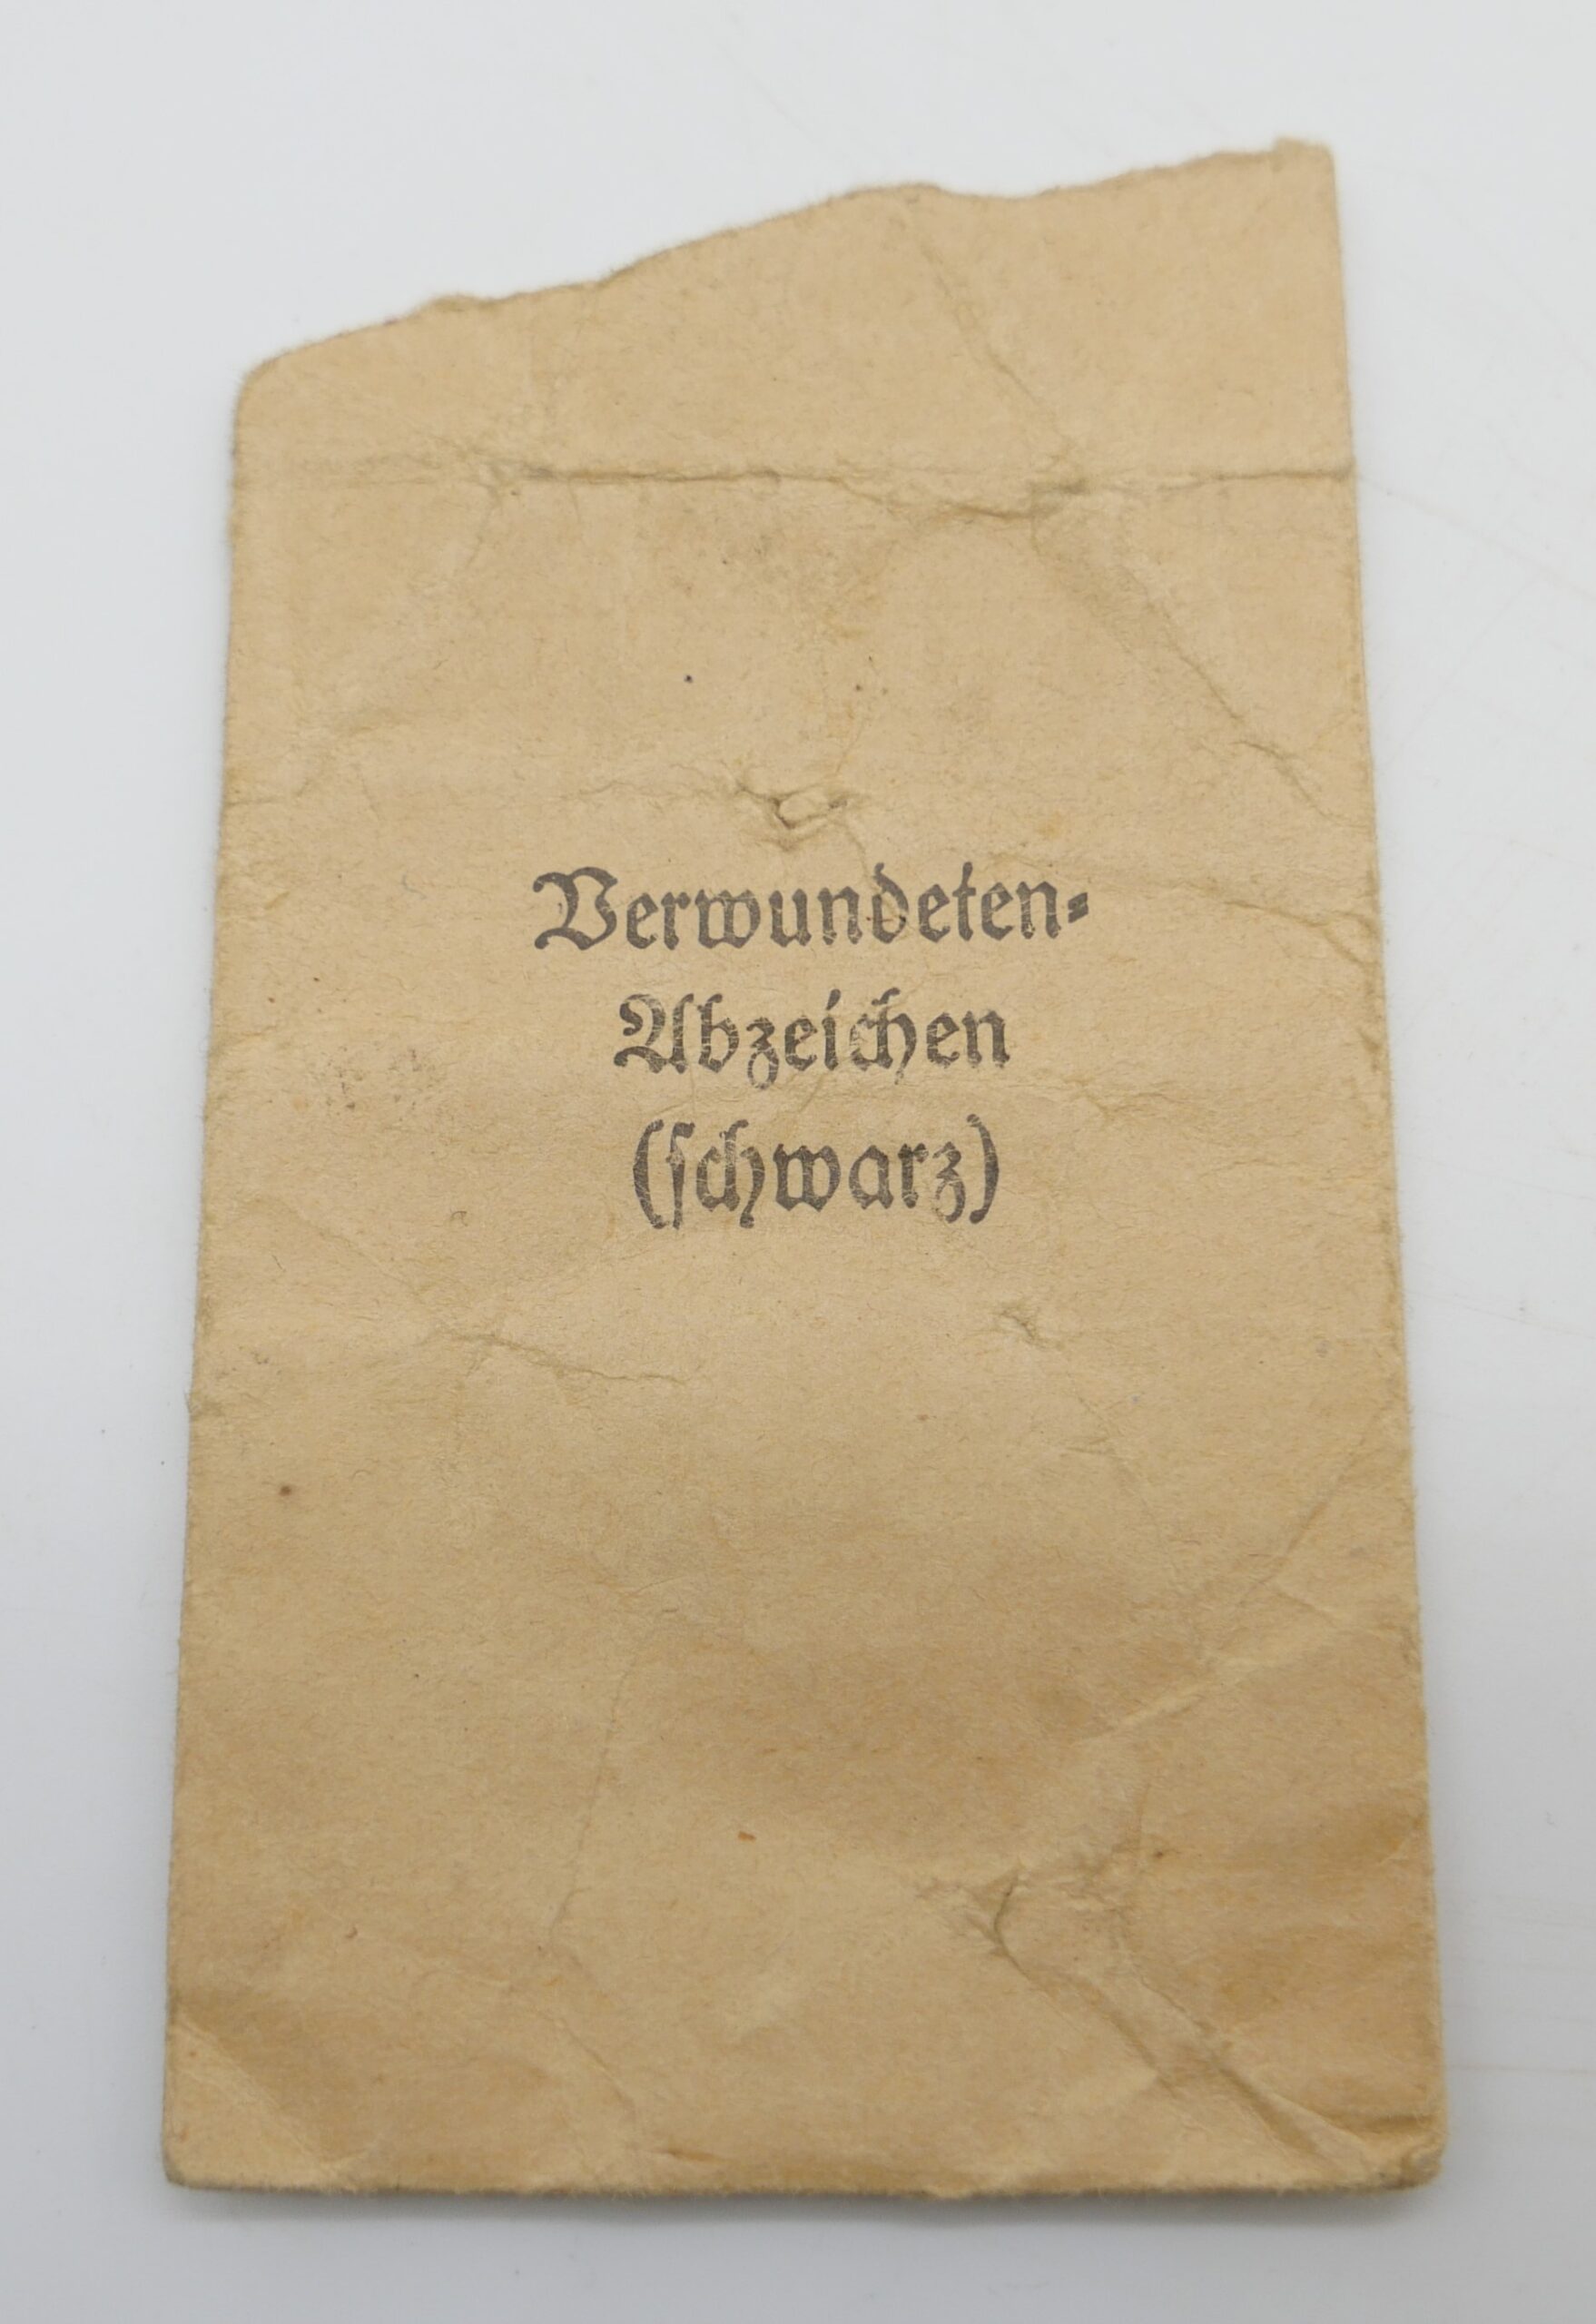 Verwundeten-
Abzeichen
(schwarz)